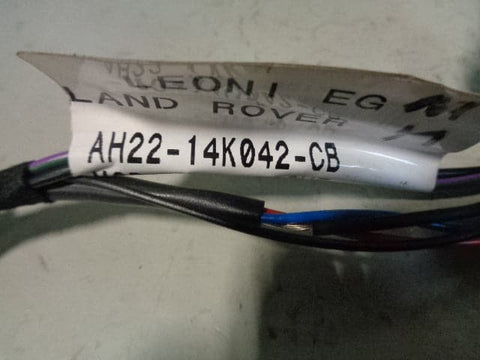 LEONI EG
LAND ROVER
AH22-14K042-CB